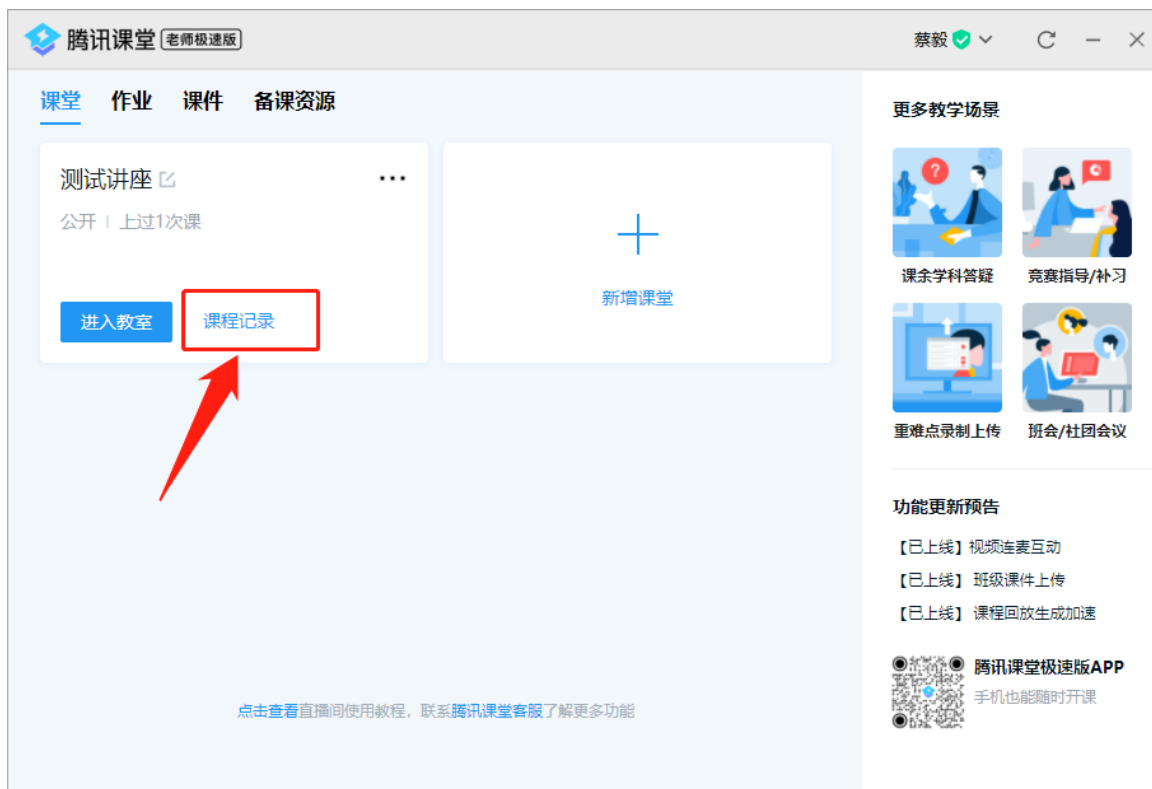 腾讯课堂 老师极速版
蔡毅
课堂 作业 课件 备课资源
测试讲座
公开 | 上过1次课
进入教室 课程记录
新增课堂
更多教学场景
课余学科答疑 竞赛指导/补习
重难点录制上传 班会/社团会议
功能更新预告
【已上线】视频连麦互动
【已上线】 班级课件上传
【已上线】 课程回放生成加速
腾讯课堂极速版APP
手机也能随时开课
点击查看直播间使用教程，联系腾讯课堂客服了解更多功能